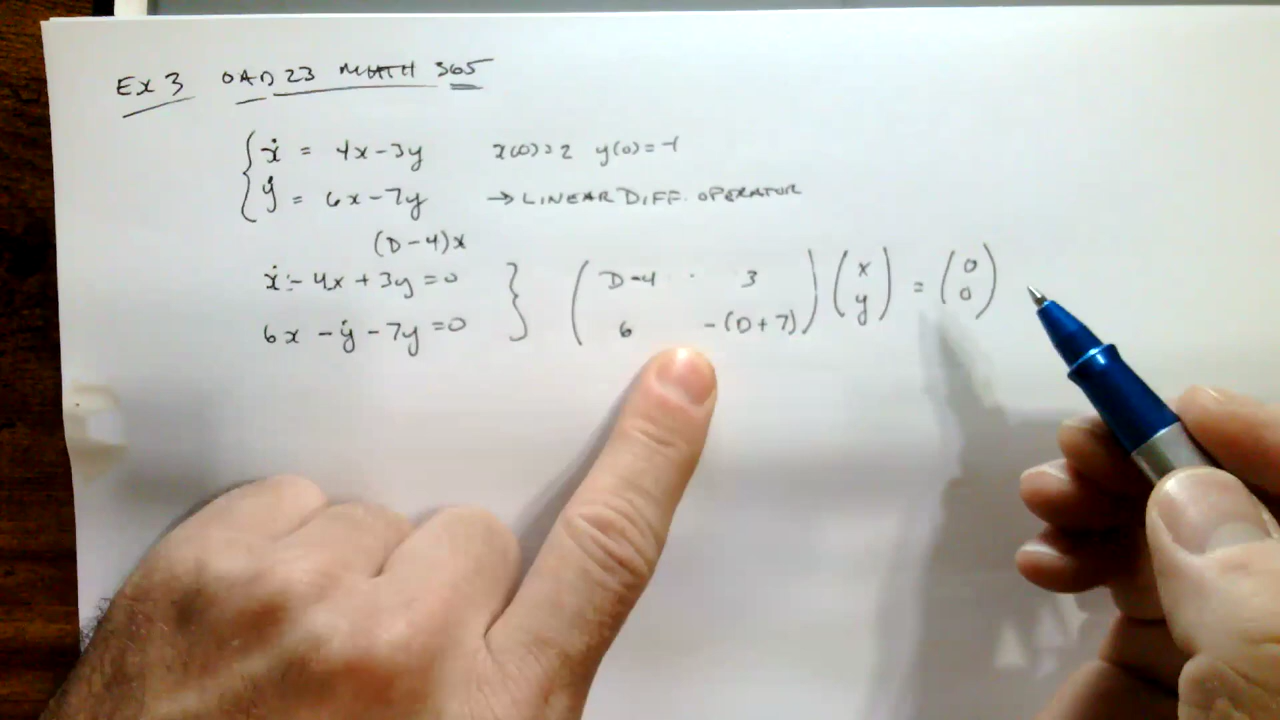 Ex 3 OAD 23 MATH 365
ẋ = 4x-3y x(0)=2 y(0)=-1
ẏ = 6x-7y → LINEAR DIFF. OPERATOR
(D-4)x
ẋ - 4x + 3y = 0 } ( D-4 3 ) ( x ) = ( 0 )
6x - ẏ - 7y = 0 } ( 6 -(D+7) ) ( y ) ( 0 )